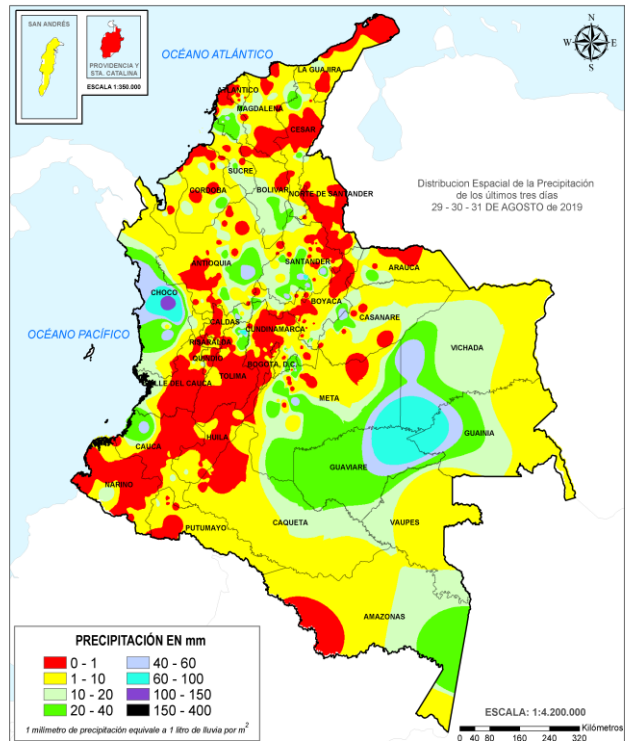 SAN ANDRÉS
PROVIDENCIA Y
STA. CATALINA
ESCALA 1:350.000
OCÉANO ATLÁNTICO
N
W
E
S
LA GUAJIRA
ATLANTICO
MAGDALENA
CESAR
SUCRE
CORDOBA
BOLIVAR
NORTE DE SANTANDER
Distribucion Espacial de la Precipitación
de los últimos tres días
29 - 30 - 31 DE AGOSTO de 2019
ANTIOQUIA
SANTANDER
ARAUCA
CHOCO
BOYACA
CASANARE
OCÉANO PACÍFICO
CALDAS
CUNDINAMARCA
RISARALDA
VICHADA
QUINDIO
BOGOTA, D.C.
TOLIMA
VALLE DEL CAUCA
META
GUAINIA
CAUCA
HUILA
GUAVIARE
NARIÑO
PUTUMAYO
CAQUETA
VAUPES
AMAZONAS
PRECIPITACIÓN EN mm
0 - 1
40 - 60
1 - 10
60 - 100
10 - 20
100 - 150
20 - 40
150 - 400
1 milimetro de precipitación equivale a 1 litro de lluvia por m²
ESCALA: 1:4.200.000
Kilómetros
0 40 80 160 240 320